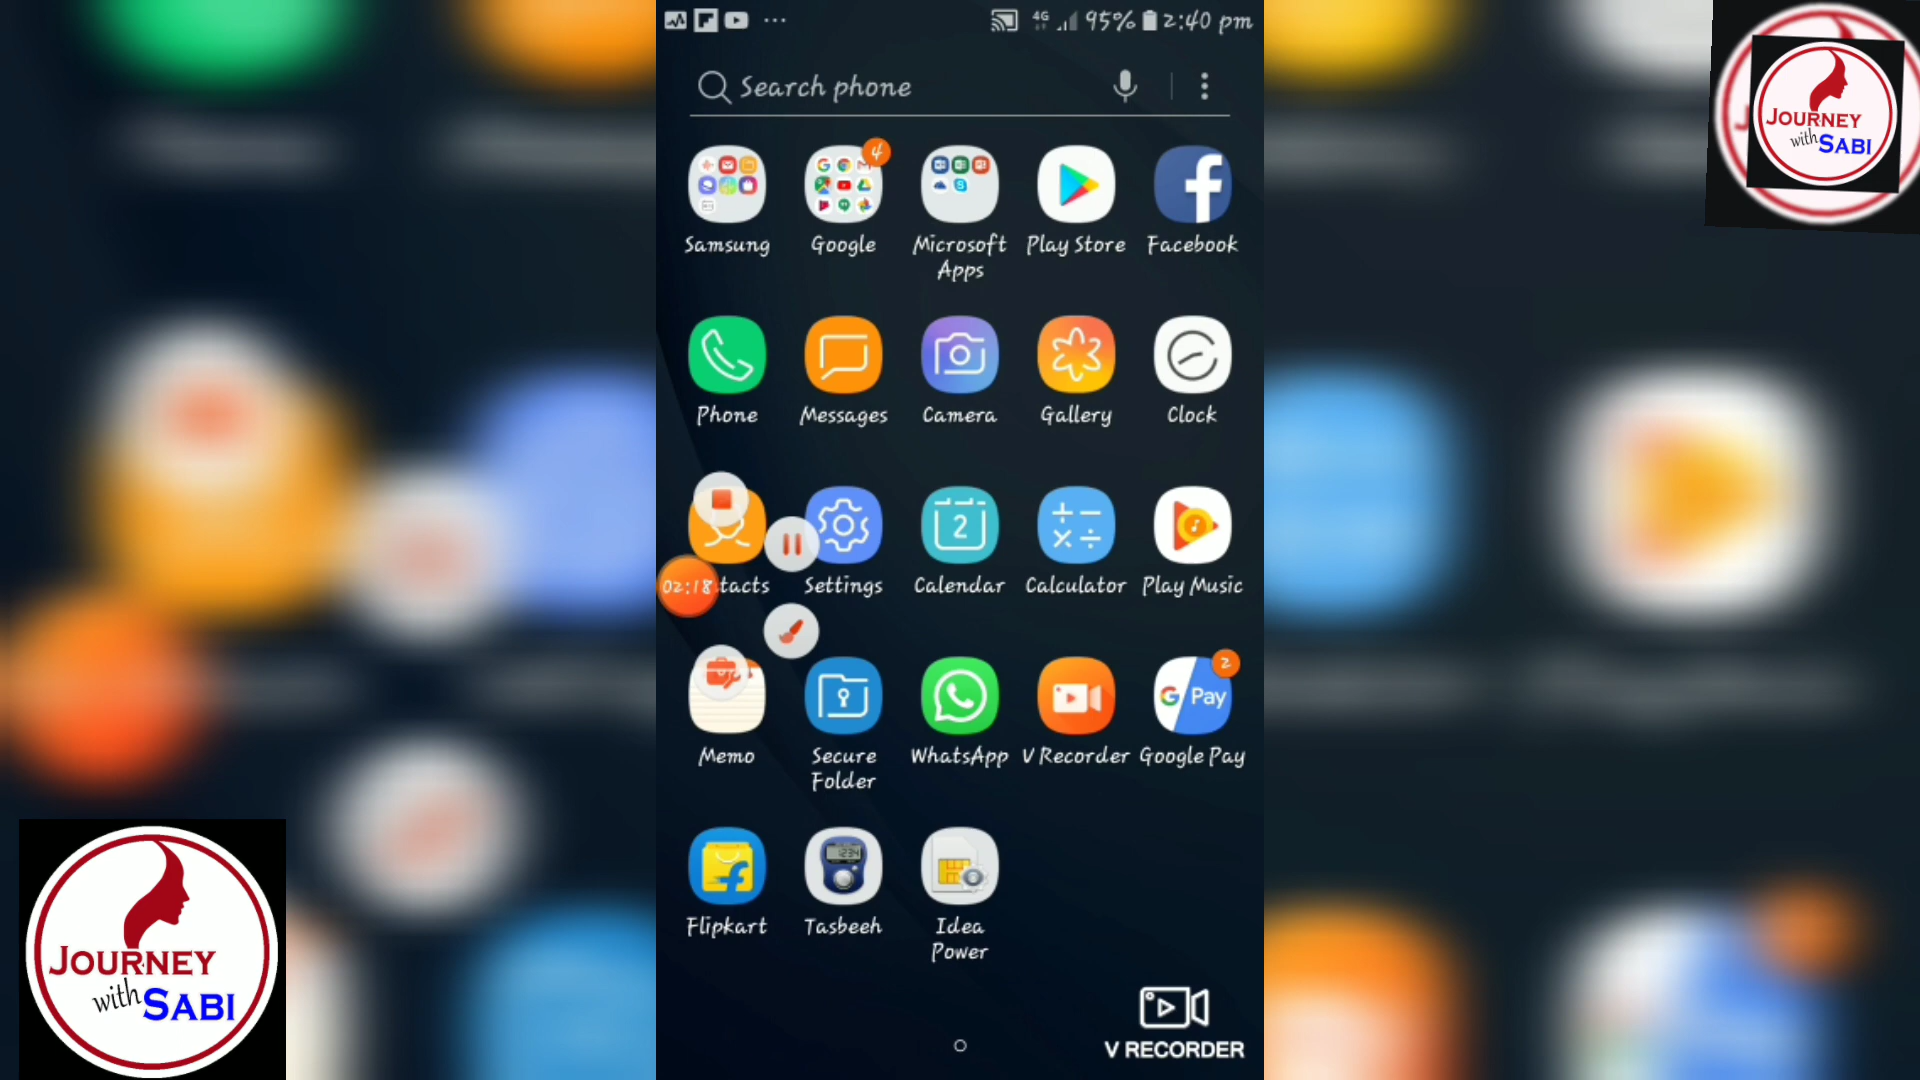 4G 95% 2:40 pm
Search phone
4
Samsung Google Microsoft Apps Play Store Facebook
Phone Messages Camera Gallery Clock
2
02:18 tacts Settings Calendar Calculator Play Music
2
G Pay
Memo Secure Folder WhatsApp V Recorder Google Pay
1234
Flipkart Tasbeeh Idea Power
V RECORDER
JOURNEY
with SABI
JOURNEY
with SABI